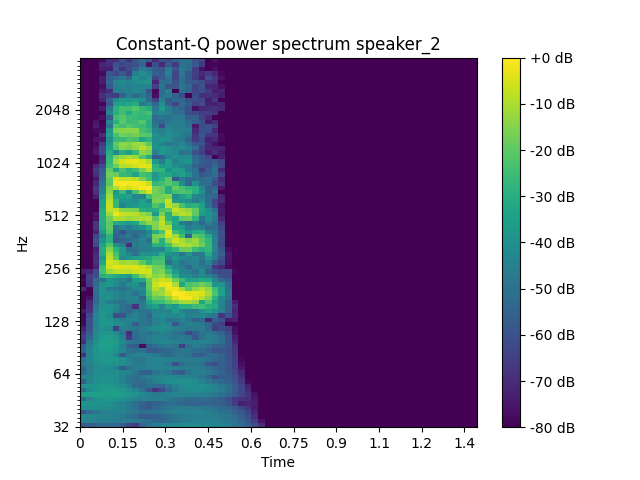 Constant-Q power spectrum speaker_2
Hz
2048
1024
512
256
128
64
32
0 0.15 0.3 0.45 0.6 0.75 0.9 1.1 1.2 1.4
Time
+0 dB
-10 dB
-20 dB
-30 dB
-40 dB
-50 dB
-60 dB
-70 dB
-80 dB